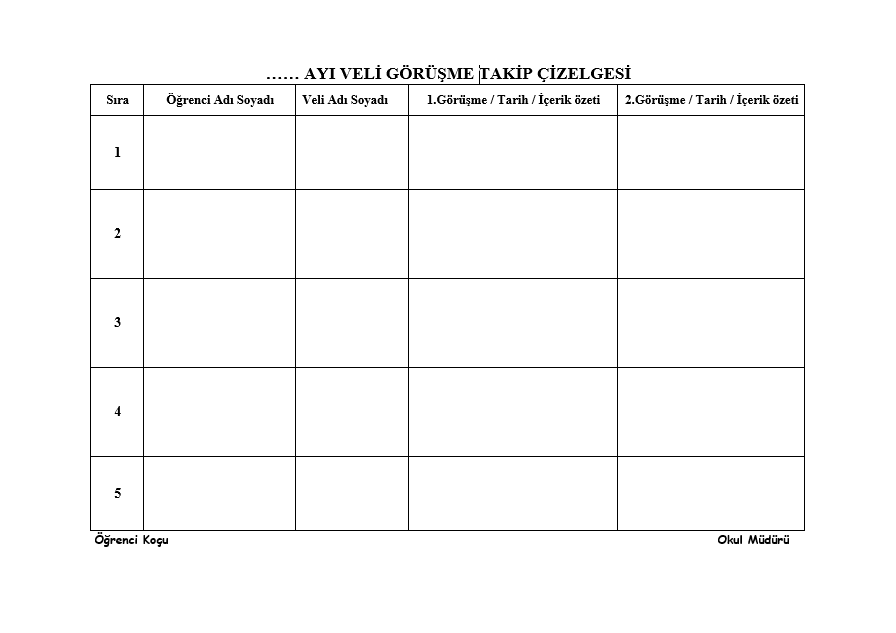 ...... AYI VELİ GÖRÜŞME TAKİP ÇİZELGESİ
Sıra Öğrenci Adı Soyadı Veli Adı Soyadı 1.Görüşme / Tarih / İçerik özeti 2.Görüşme / Tarih / İçerik özeti
1
2
3
4
5
Öğrenci Koçu Okul Müdürü